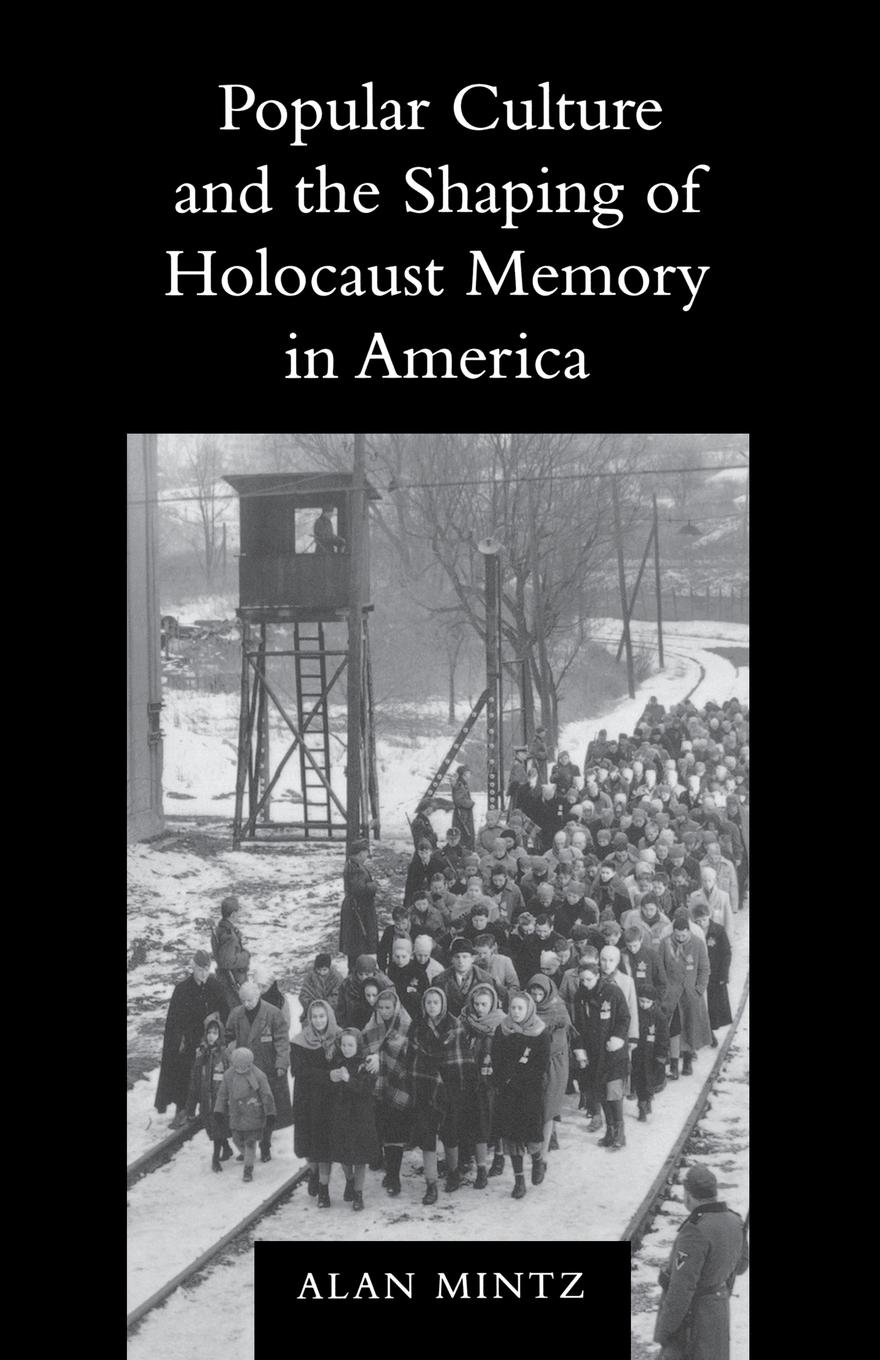 Popular Culture
and the Shaping of
Holocaust Memory
in America
ALAN MINTZ